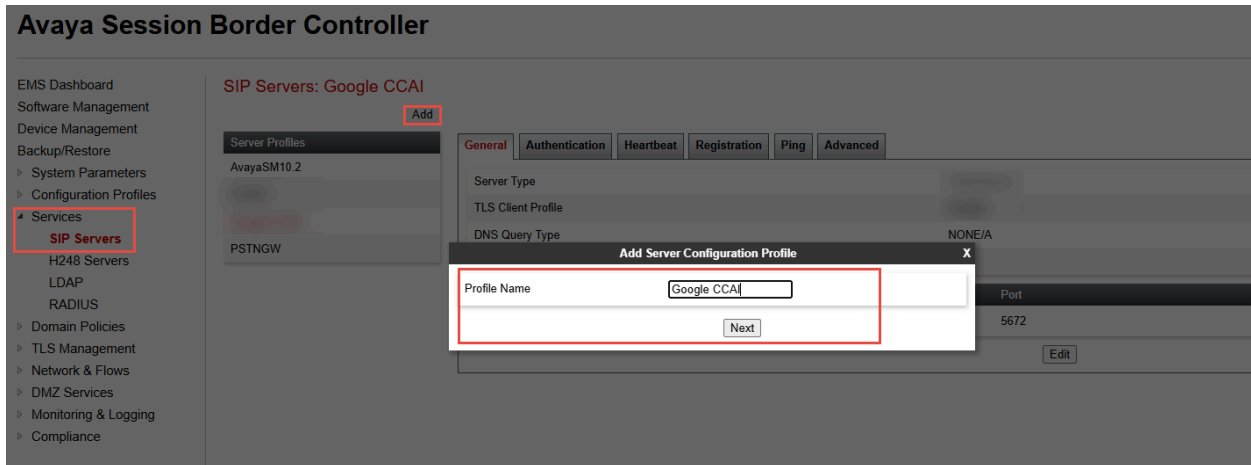 Avaya Session Border Controller
EMS Dashboard
Software Management
Device Management
Backup/Restore
System Parameters
Configuration Profiles
Services
SIP Servers
H248 Servers
LDAP
RADIUS
Domain Policies
TLS Management
Network & Flows
DMZ Services
Monitoring & Logging
Compliance
SIP Servers: Google CCAI
Add
Server Profiles
AvayaSM10.2
PSTNGW
General Authentication Heartbeat Registration Ping Advanced
Server Type
TLS Client Profile
DNS Query Type NONE/A
Add Server Configuration Profile X
Profile Name Google CCAI
Next
Port
5672
Edit